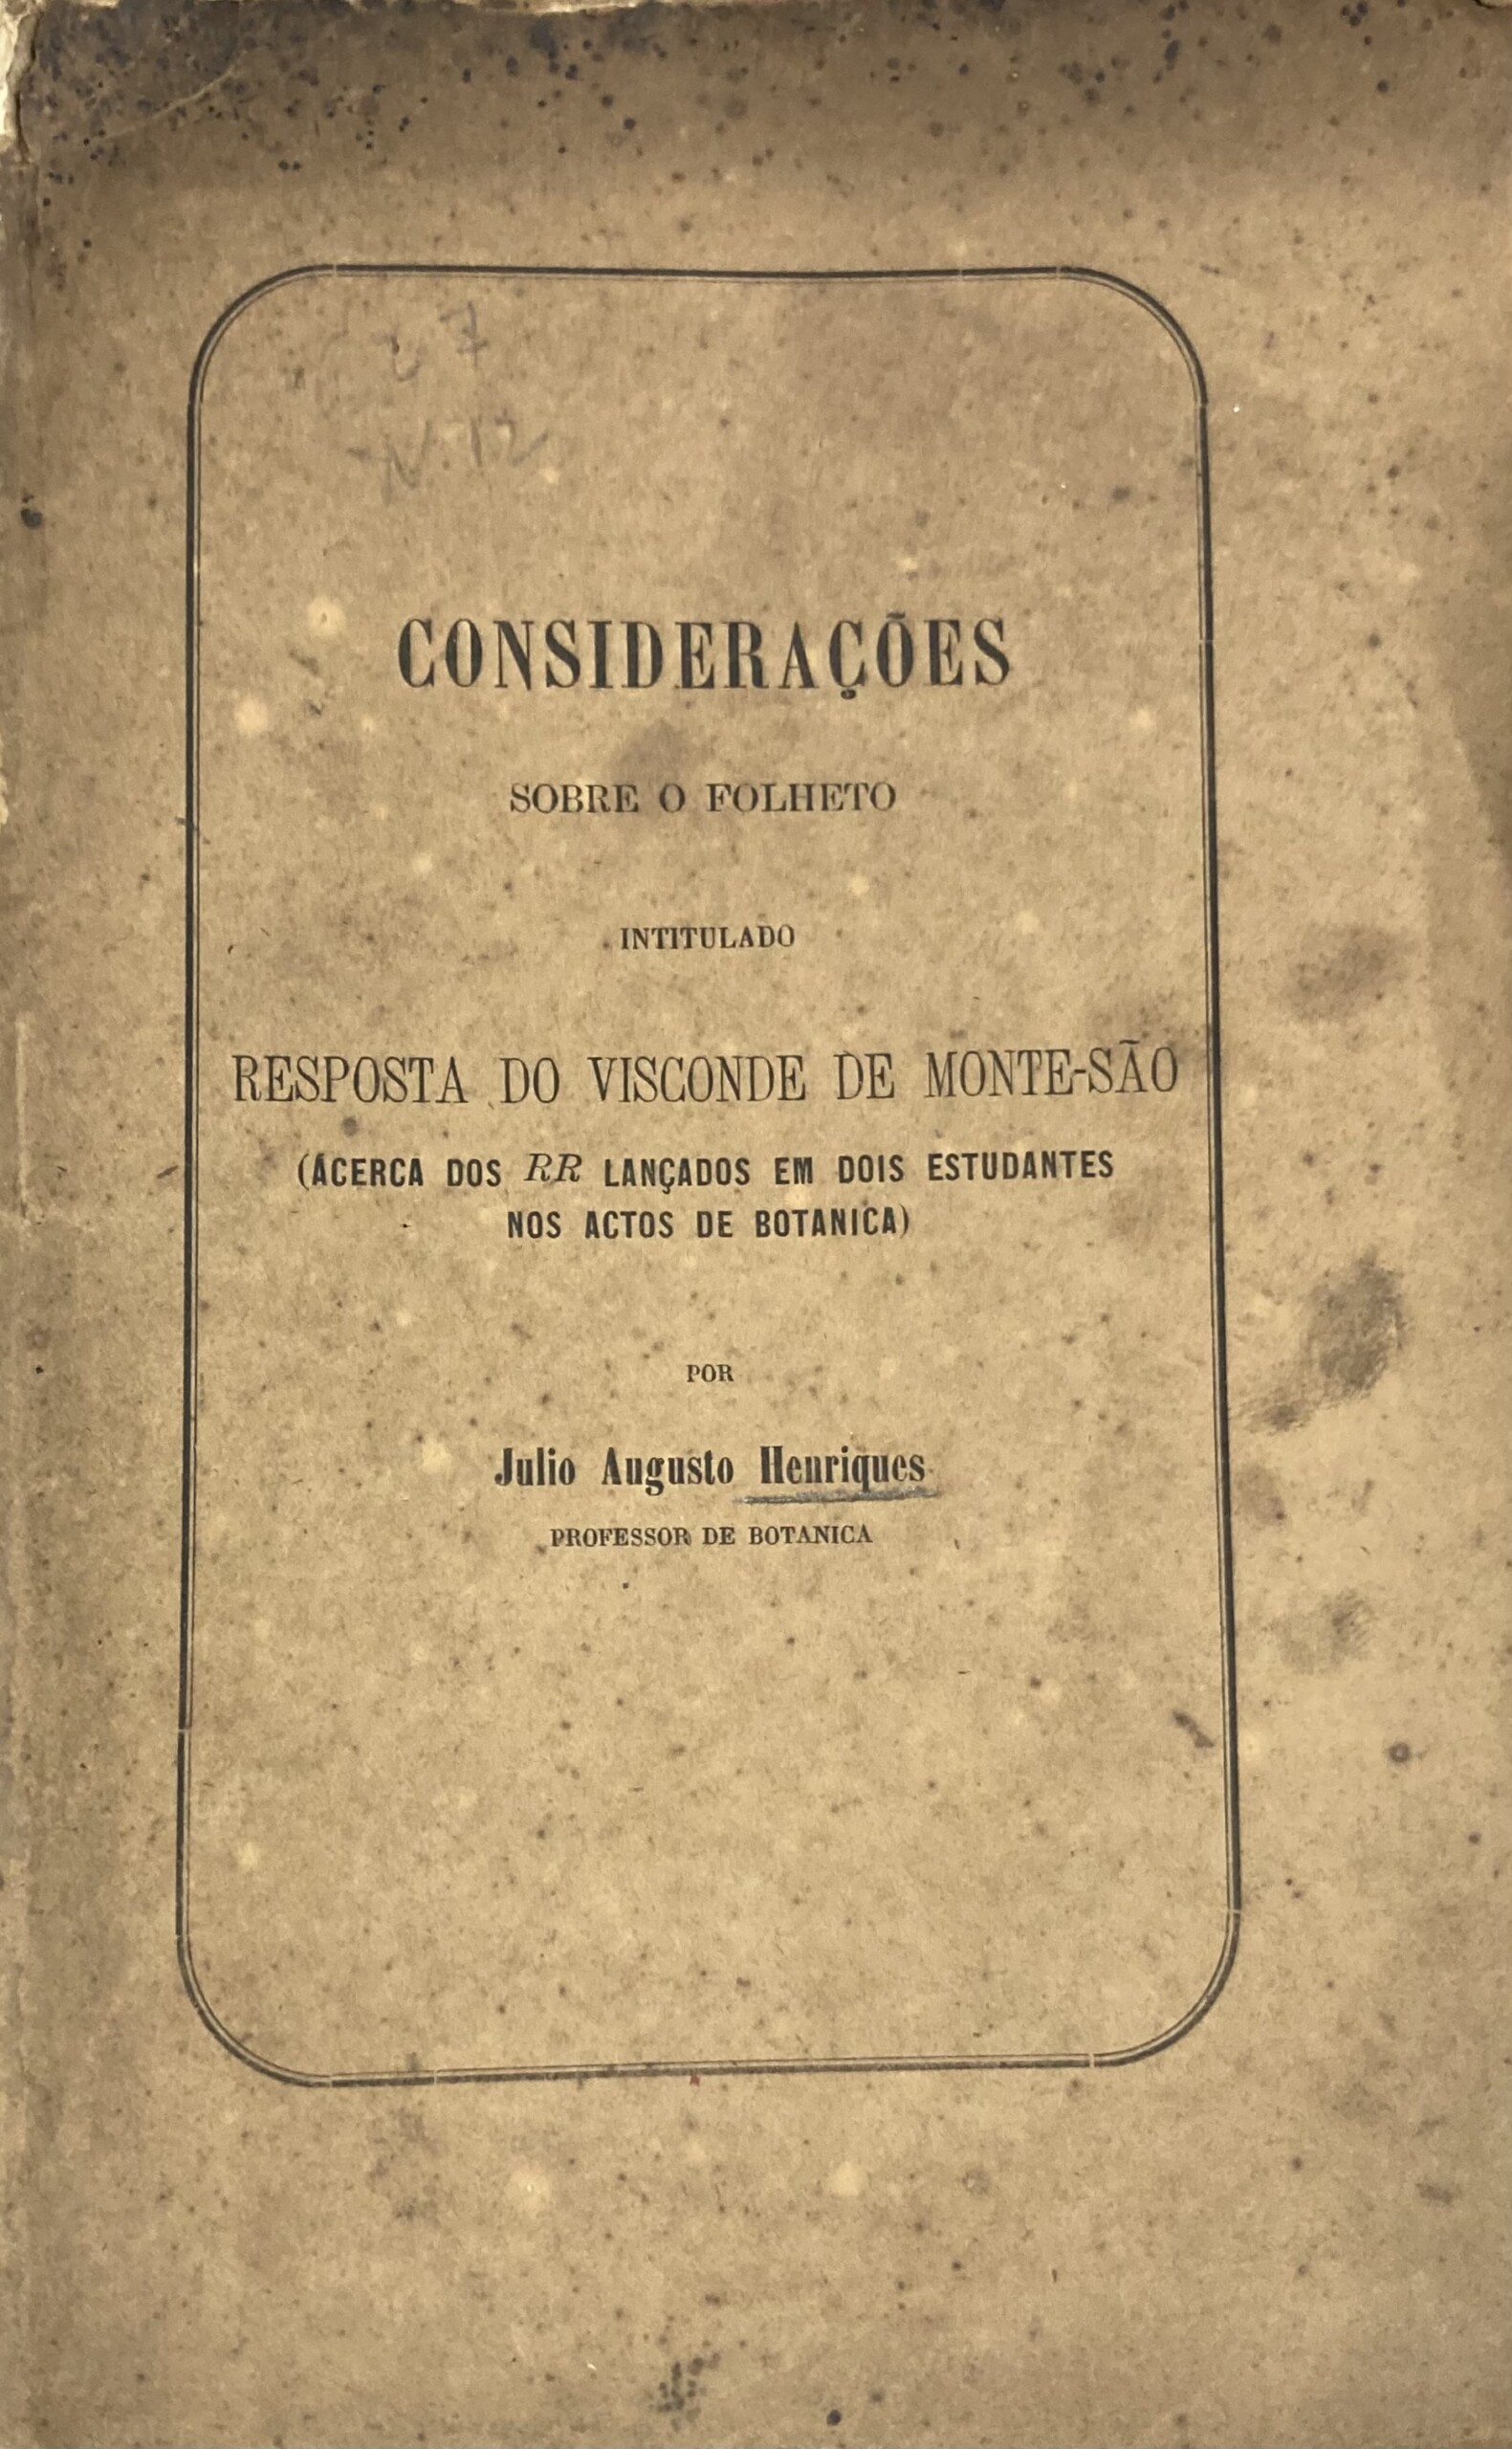 CONSIDERAÇÕES
SOBRE O FOLHETO
INTITULADO
RESPOSTA DO VISCONDE DE MONTE-SÃO
(ÁCERCA DOS RR LANÇADOS EM DOIS ESTUDANTES
NOS ACTOS DE BOTANICA)
POR
Julio Augusto Henriques
PROFESSOR DE BOTANICA